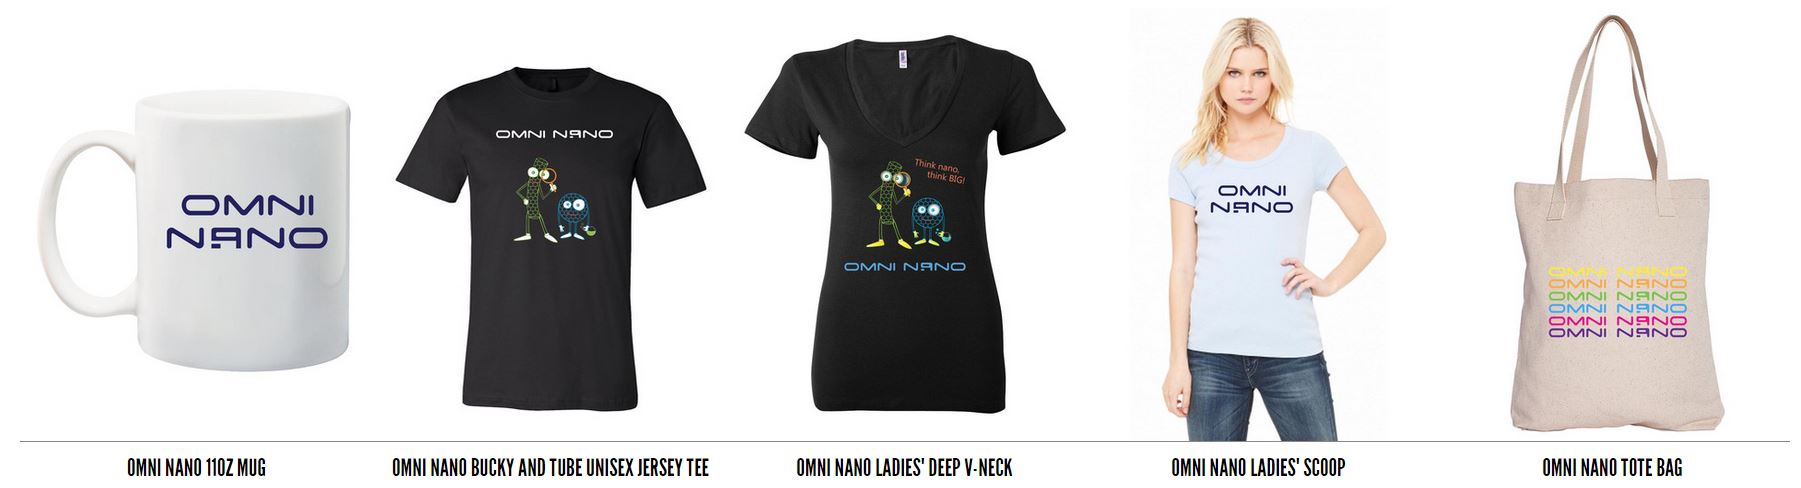 OMNI
NANO
OMNI NANO
Think nano,
think BIG!
OMNI NANO
OMNI
NANO
OMNI NANO
OMNI NANO
OMNI NANO
OMNI NANO
OMNI NANO
OMNI NANO
OMNI NANO 11OZ MUG
OMNI NANO BUCKY AND TUBE UNISEX JERSEY TEE
OMNI NANO LADIES' DEEP V-NECK
OMNI NANO LADIES' SCOOP
OMNI NANO TOTE BAG